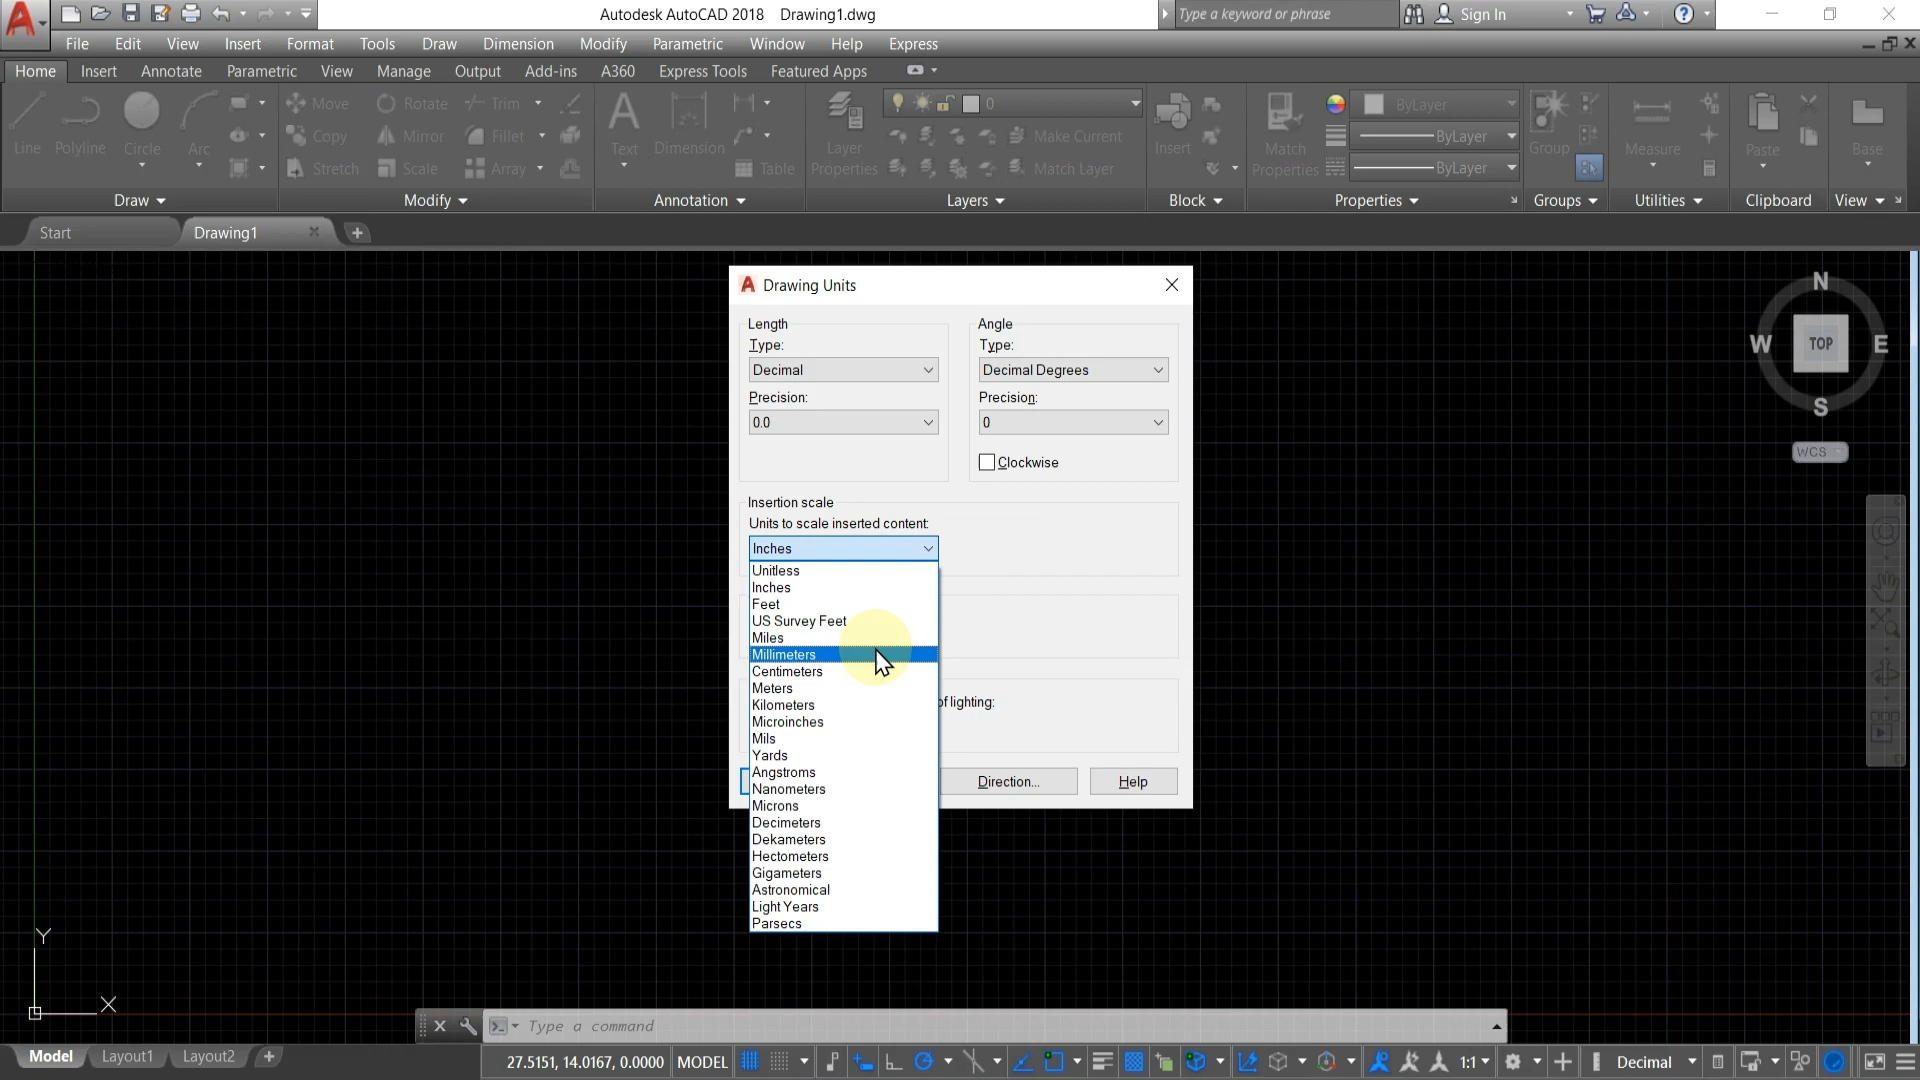 Autodesk AutoCAD 2018 Drawing1.dwg
Type a keyword or phrase
Sign In
File Edit View Insert Format Tools Draw Dimension Modify Parametric Window Help Express
Home Insert Annotate Parametric View Manage Output Add-ins A360 Express Tools Featured Apps
Line Polyline Circle Arc
Move Rotate Trim
Copy Mirror Fillet
Stretch Scale Array
Text Dimension Table
Layer Properties
0
Make Current
Match Layer
Insert
Match Properties
ByLayer
ByLayer
ByLayer
Group
Measure
Paste
Base
Draw Modify Annotation Layers Block Properties Groups Utilities Clipboard View
Start Drawing1
Drawing Units
Length
Type:
Decimal
Precision:
0.0
Angle
Type:
Decimal Degrees
Precision:
0
Clockwise
Insertion scale
Units to scale inserted content:
Inches
Unitless
Inches
Feet
US Survey Feet
Miles
Millimeters
Centimeters
Meters
Kilometers
Microinches
Mils
Yards
Angstroms
Nanometers
Microns
Decimeters
Dekameters
Hectometers
Gigameters
Astronomical
Light Years
Parsecs
of lighting:
Direction... Help
N
W TOP E
S
WCS
Y
X
Type a command
Model Layout1 Layout2
27.5151, 14.0167, 0.0000 MODEL 1:1 Decimal